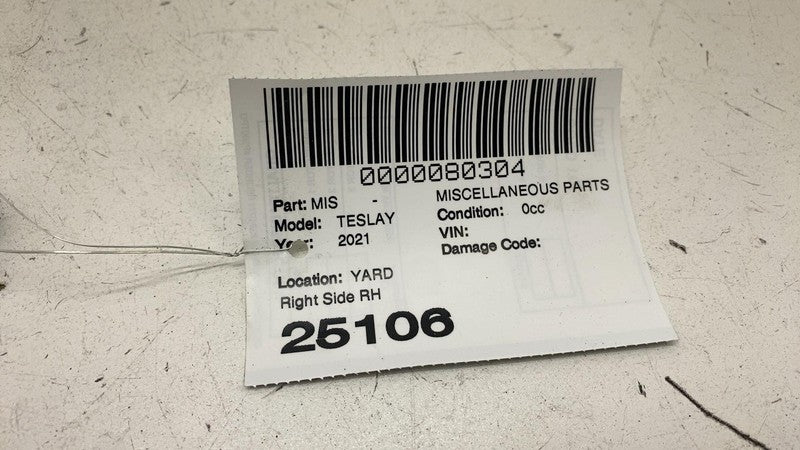 0000080304
Part: MIS - MISCELLANEOUS PARTS
Model: TESLAY Condition: 0cc
Year: 2021 VIN:
Damage Code:
Location: YARD
Right Side RH
25106